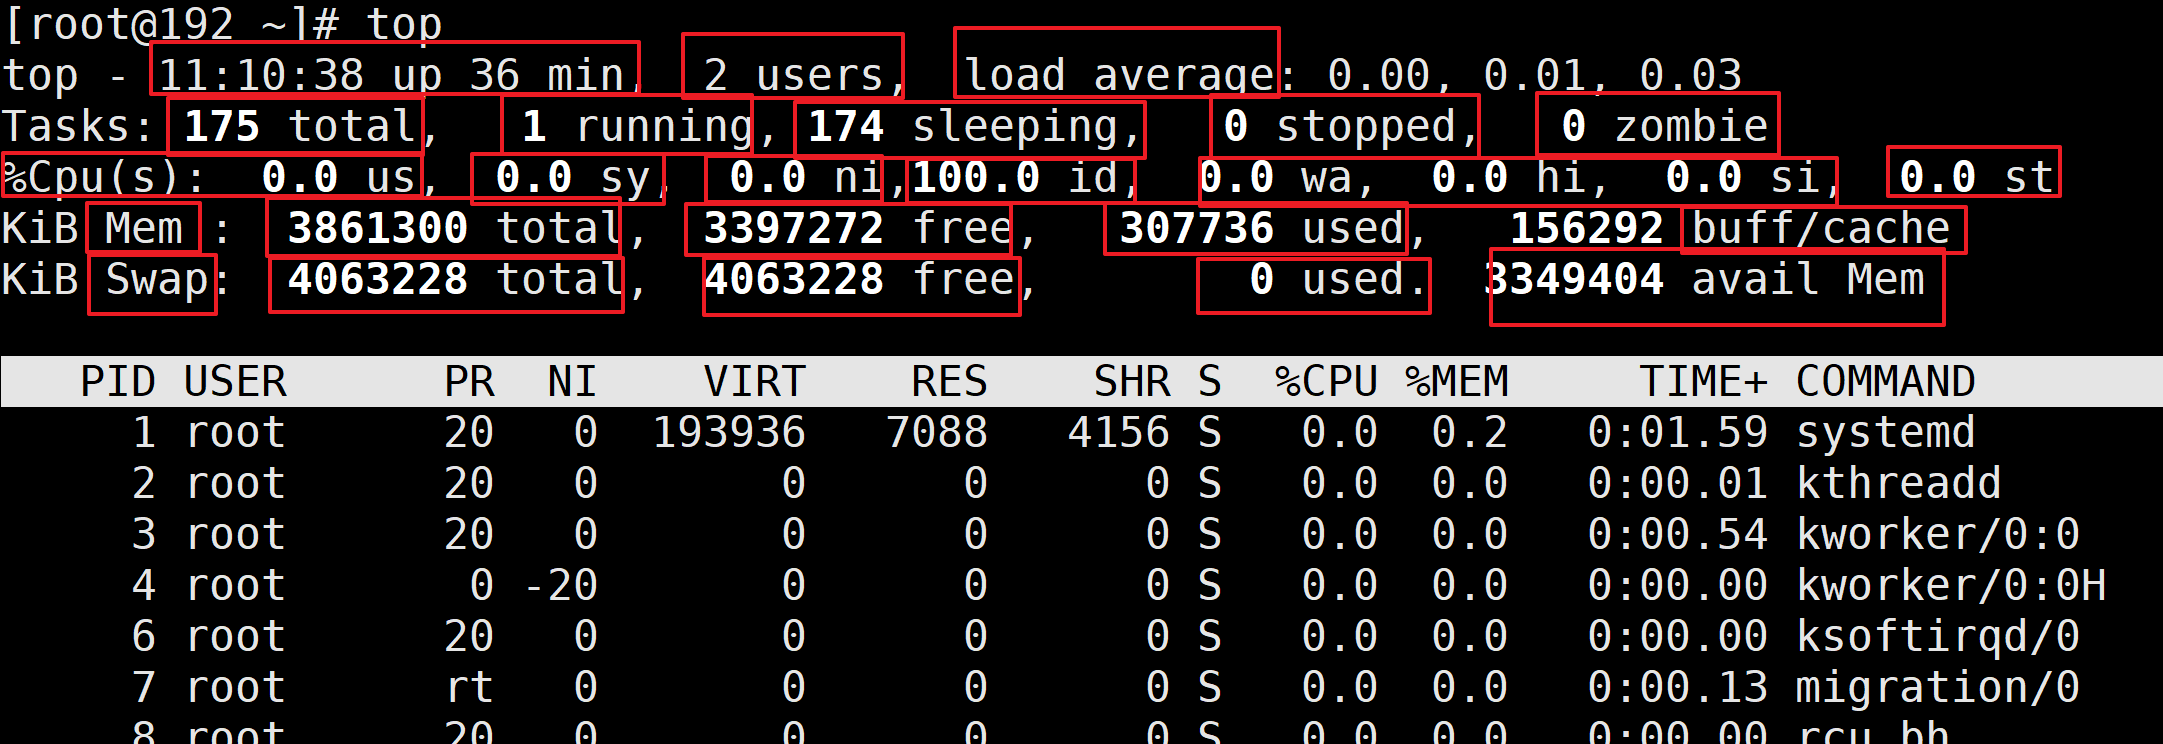 [root@192 ~]# top
top - 11:10:38 up 36 min,  2 users,  load average: 0.00, 0.01, 0.03
Tasks: 175 total,   1 running, 174 sleeping,   0 stopped,   0 zombie
%Cpu(s):  0.0 us,  0.0 sy,  0.0 ni,100.0 id,  0.0 wa,  0.0 hi,  0.0 si,  0.0 st
KiB Mem :  3861300 total,  3397272 free,   307736 used,   156292 buff/cache
KiB Swap:  4063228 total,  4063228 free,        0 used.  3349404 avail Mem
PID USER      PR  NI    VIRT    RES    SHR S  %CPU %MEM     TIME+ COMMAND
1 root      20   0  193936   7088   4156 S   0.0  0.2   0:01.59 systemd
2 root      20   0       0      0      0 S   0.0  0.0   0:00.01 kthreadd
3 root      20   0       0      0      0 S   0.0  0.0   0:00.54 kworker/0:0
4 root       0 -20       0      0      0 S   0.0  0.0   0:00.00 kworker/0:0H
6 root      20   0       0      0      0 S   0.0  0.0   0:00.00 ksoftirqd/0
7 root      rt   0       0      0      0 S   0.0  0.0   0:00.13 migration/0
8 root      20   0       0      0      0 S   0.0  0.0   0:00.00 rcu_bh